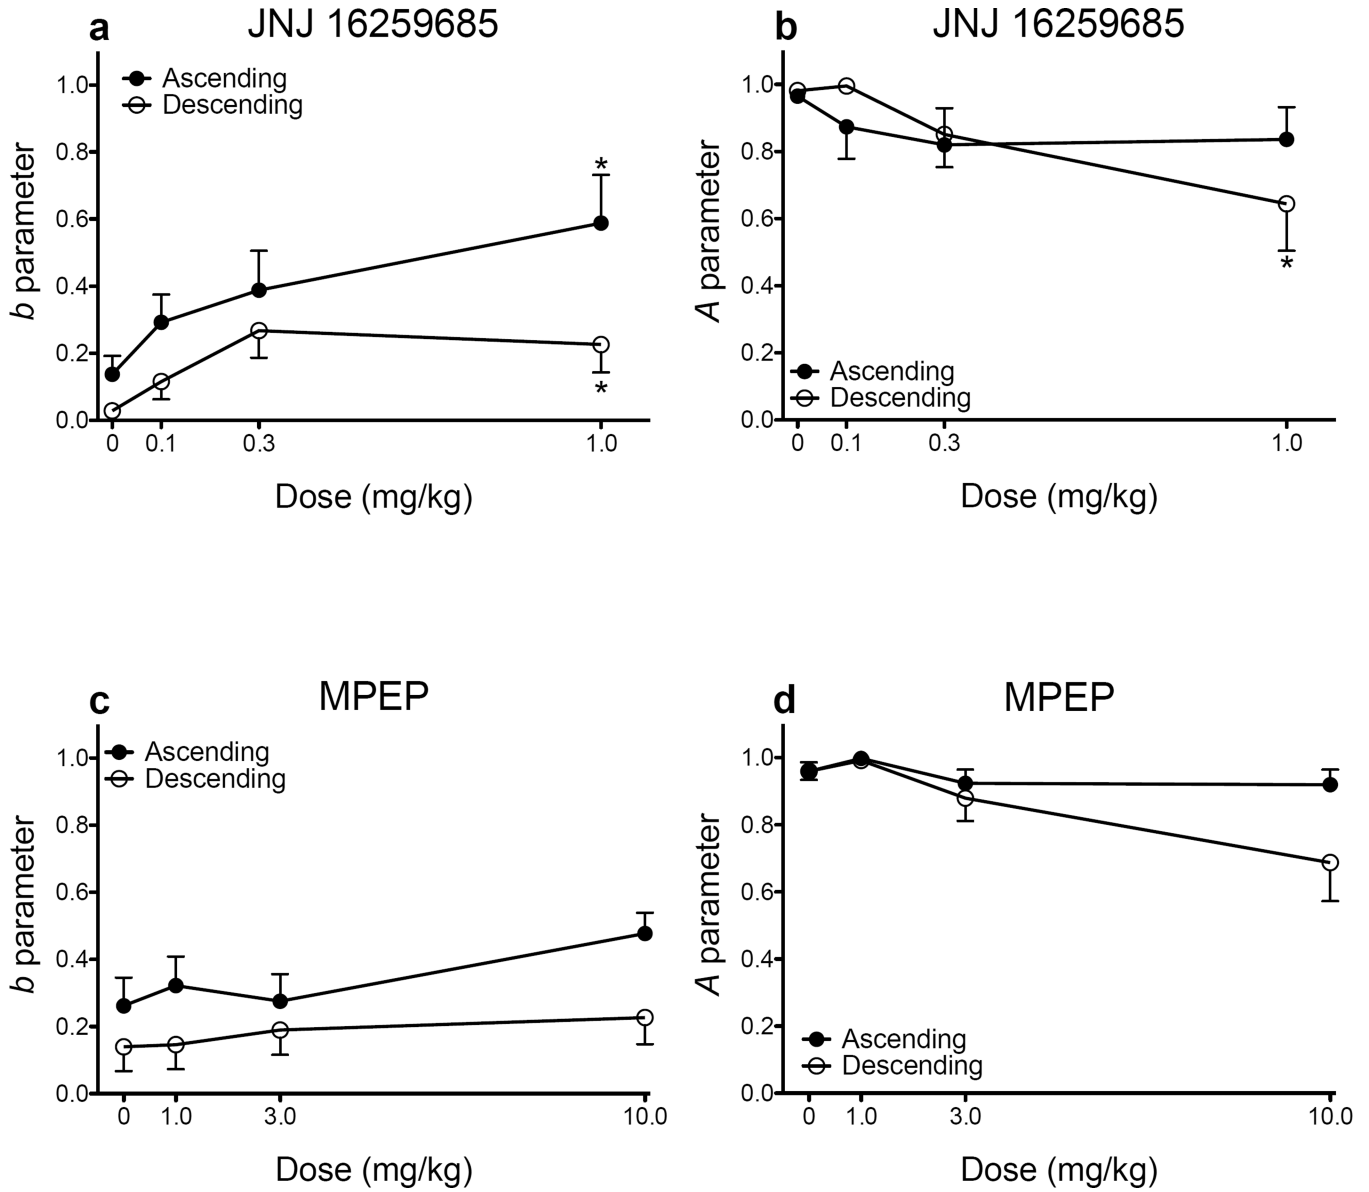 a
JNJ 16259685
Ascending
Descending
b parameter
1.0
0.8
0.6
0.4
0.2
0.0
*
*
0 0.1 0.3 1.0
Dose (mg/kg)
b
JNJ 16259685
A parameter
1.0
0.8
0.6
0.4
0.2
0.0
*
Ascending
Descending
0 0.1 0.3 1.0
Dose (mg/kg)
c
MPEP
Ascending
Descending
b parameter
1.0
0.8
0.6
0.4
0.2
0.0
0 1.0 3.0 10.0
Dose (mg/kg)
d
MPEP
A parameter
1.0
0.8
0.6
0.4
0.2
0.0
Ascending
Descending
0 1.0 3.0 10.0
Dose (mg/kg)